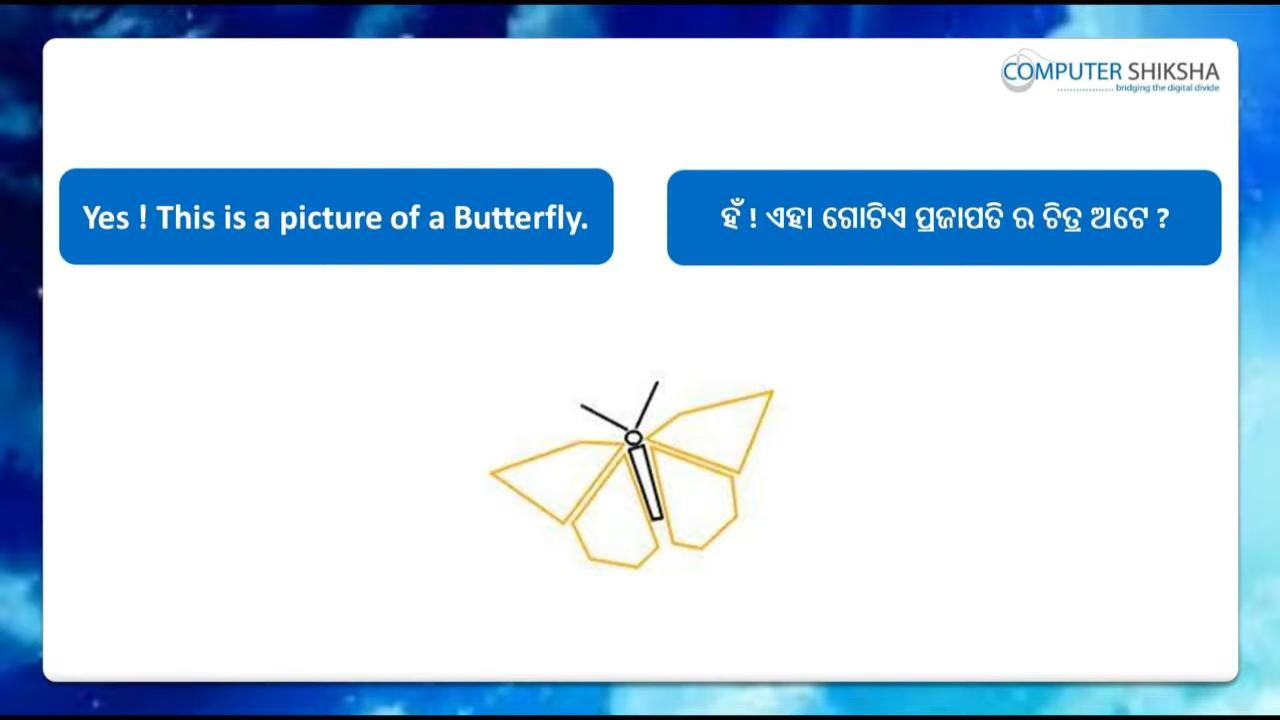 COMPUTER SHIKSHA
bridging the digital divide
Yes ! This is a picture of a Butterfly.
ହଁ ! ଏହା ଗୋଟିଏ ପ୍ରଜାପତି ର ଚିତ୍ର ଅଟେ ?